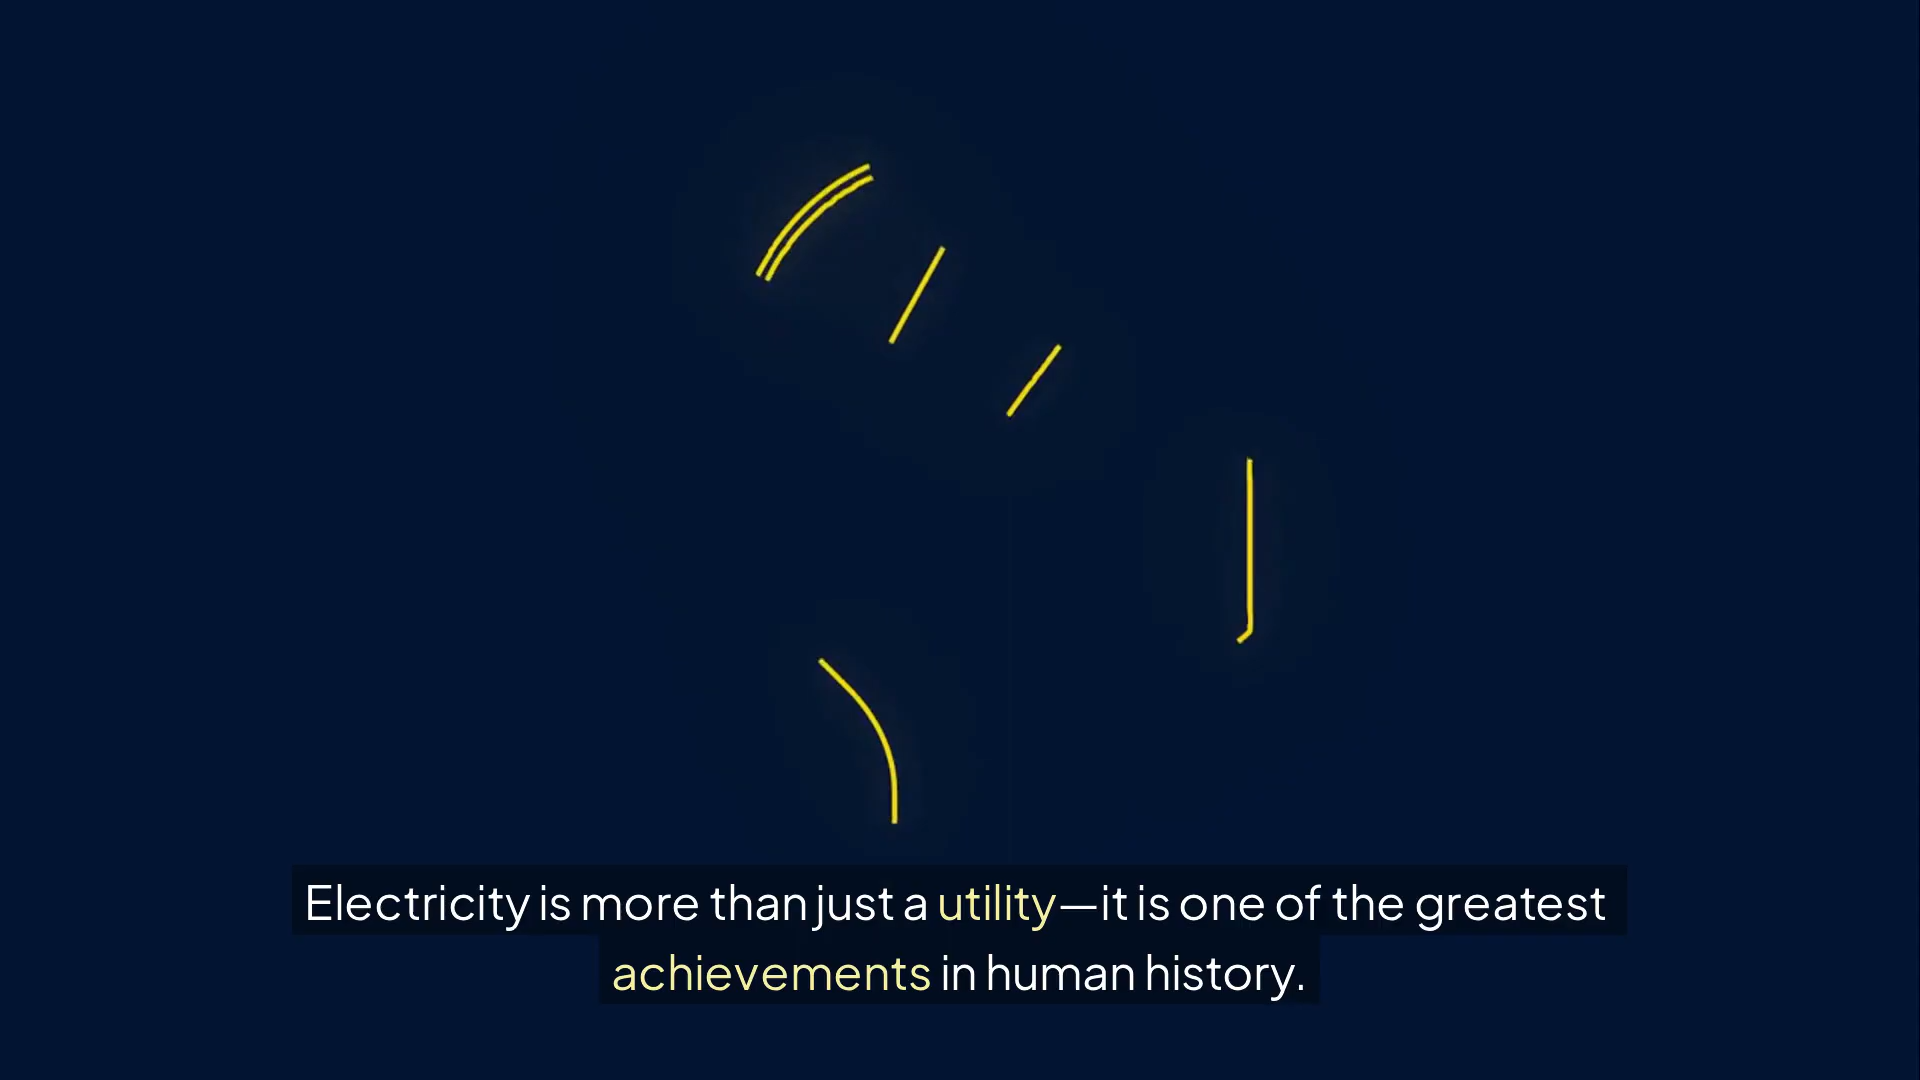 Electricity is more than just a utility—it is one of the greatest
achievements in human history.